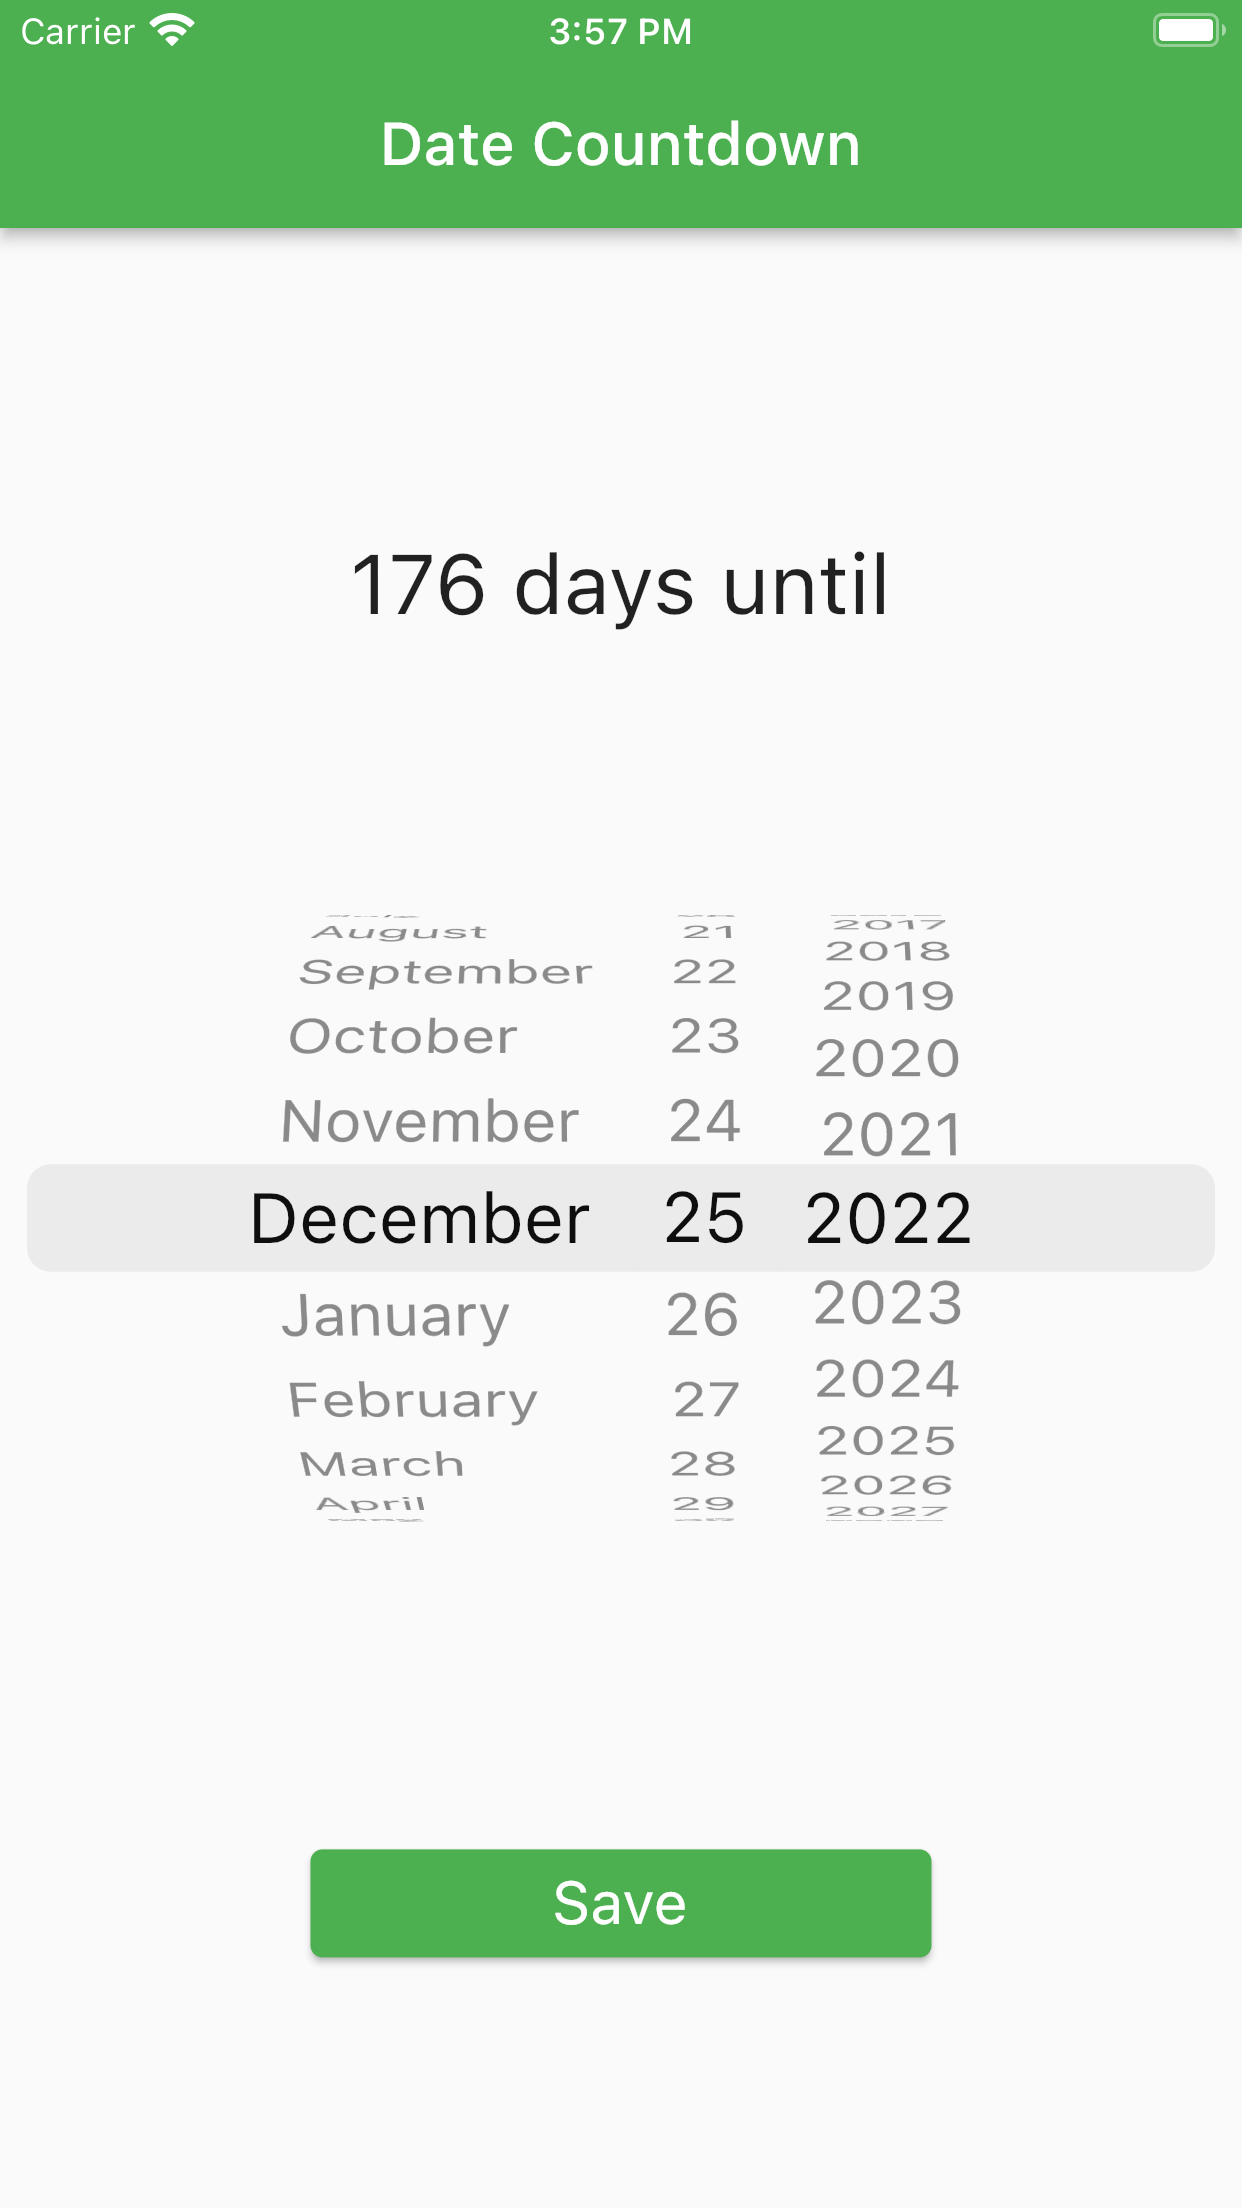 Carrier 3:57 PM
Date Countdown
176 days until
August 21 2017
September 22 2018
October 23 2019
November 24 2020
2021
December 25 2022
January 26 2023
February 27 2024
March 28 2025
April 29 2026
2027
Save